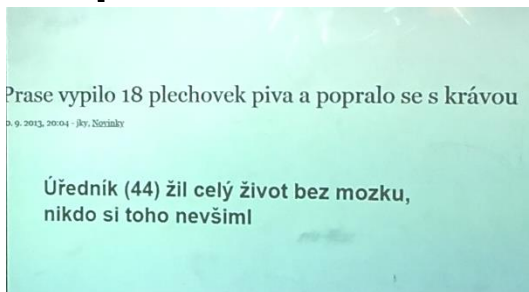 Prase vypilo 18 plechovek piva a popralo se s krávou
. 9. 2013, 20:04 - jky, Novinky
Úředník (44) žil celý život bez mozku,
nikdo si toho nevšiml